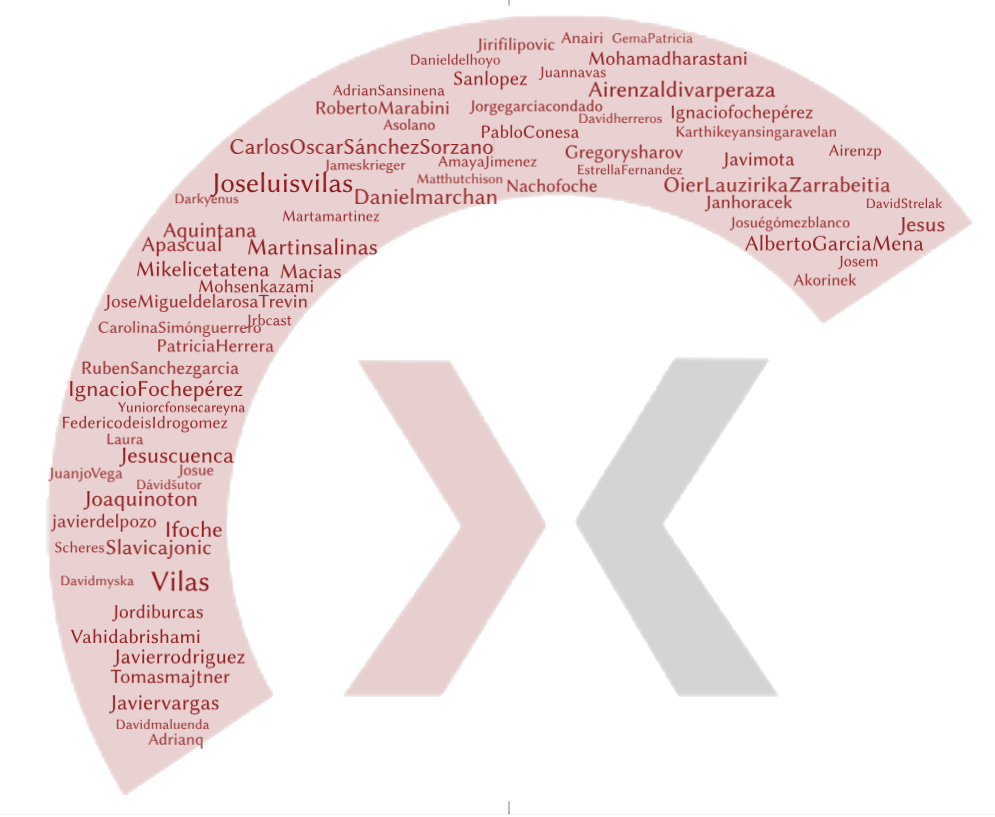 Anairi
GemaPatricia
Jirifilipovic
Danieldelhoyo
Mohamadharastani
Juannavas
Sanlopez
AdrianSansinena
Airenzaldivarperaza
RobertoMarabini
Jorgegarciacondado
Ignaciofochepérez
Davidherreros
Asolano
PabloConesa
Karthikeyansingaravelan
CarlosOscarSánchezSorzano
Gregorysharov
Airenzp
Jameskrieger
AmayaJimenez
Javimota
EstrellaFernandez
Joseluisvilas
Matthutchison
Nachofoche
OierLauzirikaZarrabeitia
Darkyenus
Danielmarchan
Janhoracek
DavidStrelak
Martamartinez
Josuégómezblanco
Jesus
Aquintana
Apascual
Martinsalinas
AlbertoGarciaMena
Josem
Mikelicetatena
Macias
Akorinek
Mohsenkazami
JoseMigueldelarosaTrevin
Jrbcast
CarolinaSimónguerrero
PatriciaHerrera
RubenSanchezgarcia
IgnacioFochepérez
Yuniorcfonsecareyna
FedericodeisIdrogomez
Laura
Jesuscuenca
JuanjoVega
Josue
Dávidšutor
Joaquinoton
javierdelpozo
Ifoche
Scheres
Slavicajonic
Davidmyska
Vilas
Jordiburcas
Vahidabrishami
Javierrodriguez
Tomasmajtner
Javiervargas
Davidmaluenda
Adrianq